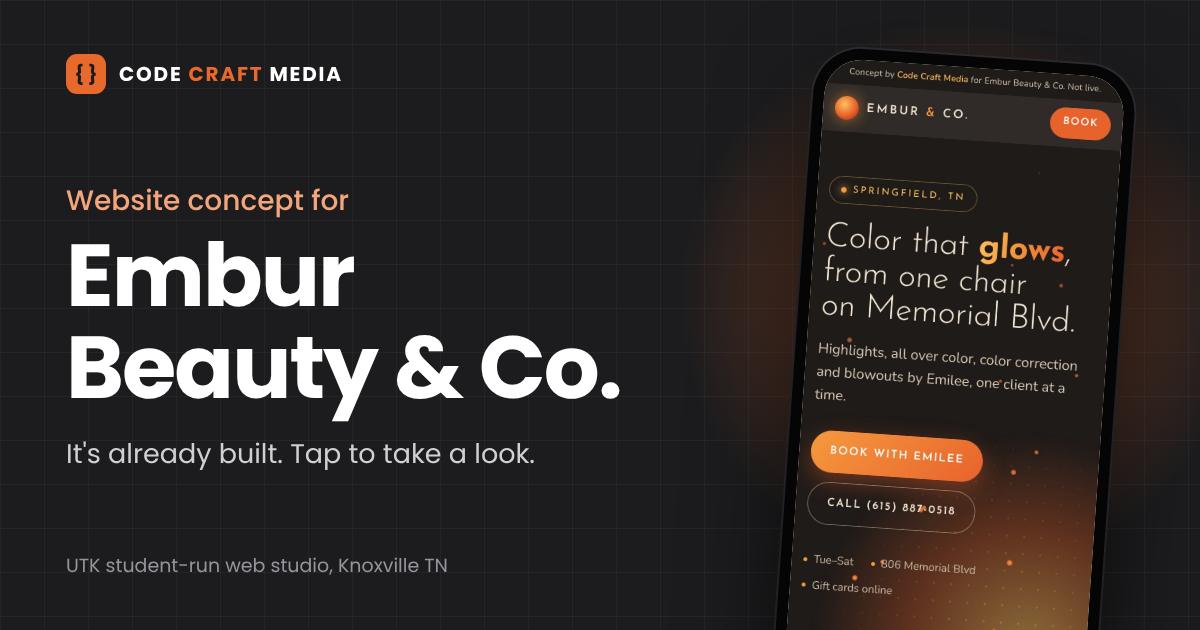 { }
CODE CRAFT MEDIA
Website concept for
Embur
Beauty & Co.
It's already built. Tap to take a look.
UTK student-run web studio, Knoxville TN
Concept by Code Craft Media for Embur Beauty & Co. Not live.
EMBUR & CO.
BOOK
SPRINGFIELD, TN
Color that glows,
from one chair
on Memorial Blvd.
Highlights, all over color, color correction
and blowouts by Emilee, one client at a
time.
BOOK WITH EMILEE
CALL (615) 887-0518
Tue–Sat
806 Memorial Blvd
Gift cards online